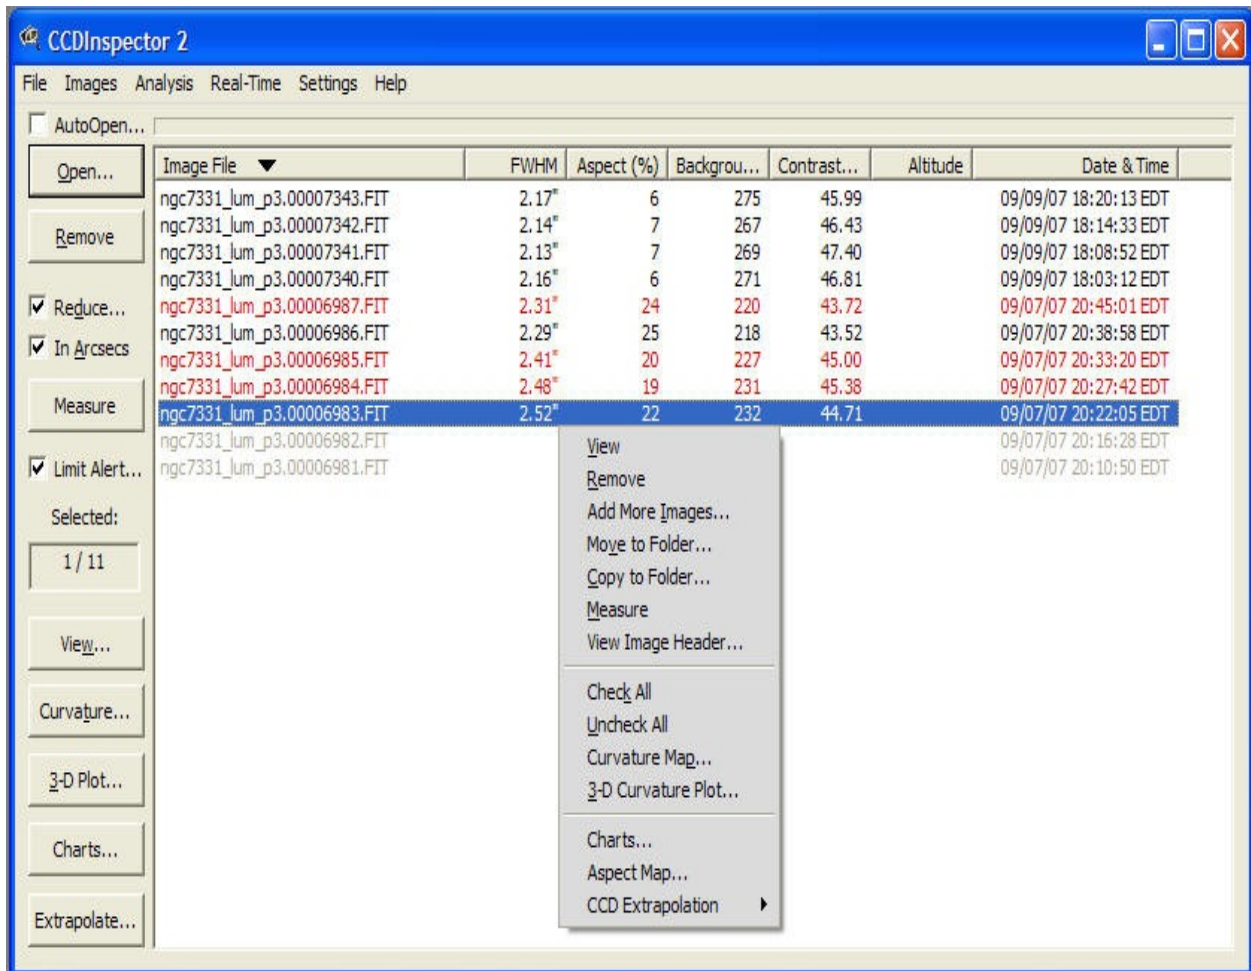 CCDInspector 2
File Images Analysis Real-Time Settings Help
AutoOpen...
Open...
Remove
Reduce...
In Arcsecs
Measure
Limit Alert...
Selected:
1 / 11
View...
Curvature...
3-D Plot...
Charts...
Extrapolate...
Image File FWHM Aspect (%) Backgrou... Contrast... Altitude Date & Time
ngc7331_lum_p3.00007343.FIT 2.17" 6 275 45.99 09/09/07 18:20:13 EDT
ngc7331_lum_p3.00007342.FIT 2.14" 7 267 46.43 09/09/07 18:14:33 EDT
ngc7331_lum_p3.00007341.FIT 2.13" 7 269 47.40 09/09/07 18:08:52 EDT
ngc7331_lum_p3.00007340.FIT 2.16" 6 271 46.81 09/09/07 18:03:12 EDT
ngc7331_lum_p3.00006987.FIT 2.31" 24 220 43.72 09/07/07 20:45:01 EDT
ngc7331_lum_p3.00006986.FIT 2.29" 25 218 43.52 09/07/07 20:38:58 EDT
ngc7331_lum_p3.00006985.FIT 2.41" 20 227 45.00 09/07/07 20:33:20 EDT
ngc7331_lum_p3.00006984.FIT 2.48" 19 231 45.38 09/07/07 20:27:42 EDT
ngc7331_lum_p3.00006983.FIT 2.52" 22 232 44.71 09/07/07 20:22:05 EDT
ngc7331_lum_p3.00006982.FIT 09/07/07 20:16:28 EDT
ngc7331_lum_p3.00006981.FIT 09/07/07 20:10:50 EDT
View
Remove
Add More Images...
Move to Folder...
Copy to Folder...
Measure
View Image Header...
Check All
Uncheck All
Curvature Map...
3-D Curvature Plot...
Charts...
Aspect Map...
CCD Extrapolation